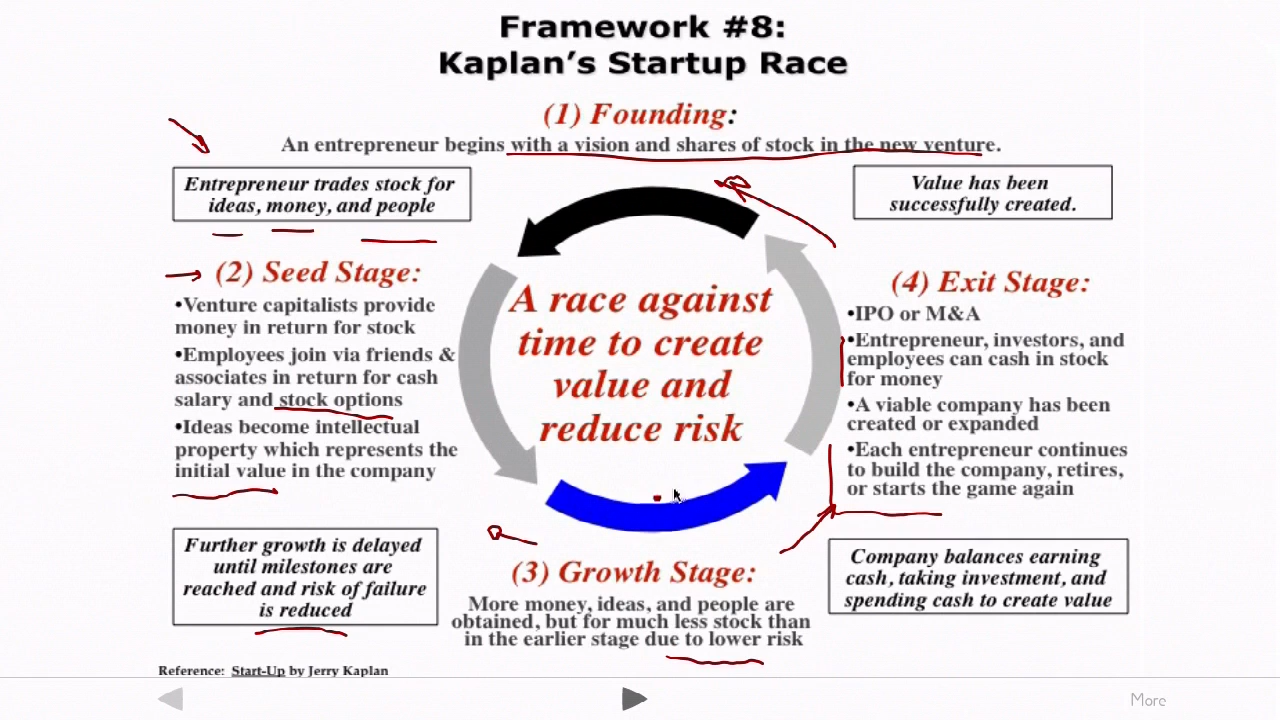 Framework #8:
Kaplan's Startup Race
(1) Founding:
An entrepreneur begins with a vision and shares of stock in the new venture.
Entrepreneur trades stock for
ideas, money, and people
Value has been
successfully created.
(2) Seed Stage:
•Venture capitalists provide
money in return for stock
•Employees join via friends &
associates in return for cash
salary and stock options
•Ideas become intellectual
property which represents the
initial value in the company
A race against
time to create
value and
reduce risk
(4) Exit Stage:
•IPO or M&A
•Entrepreneur, investors, and
employees can cash in stock
for money
•A viable company has been
created or expanded
•Each entrepreneur continues
to build the company, retires,
or starts the game again
Further growth is delayed
until milestones are
reached and risk of failure
is reduced
(3) Growth Stage:
More money, ideas, and people are
obtained, but for much less stock than
in the earlier stage due to lower risk
Company balances earning
cash, taking investment, and
spending cash to create value
Reference: Start-Up by Jerry Kaplan
More